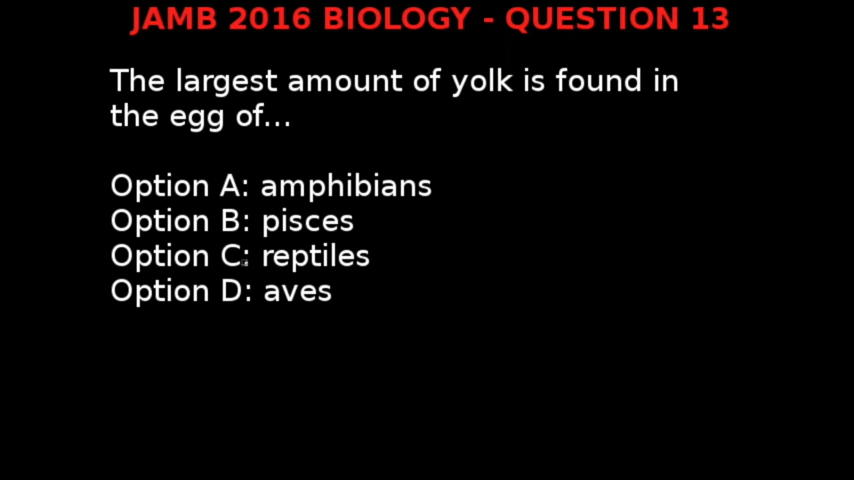 JAMB 2016 BIOLOGY - QUESTION 13
The largest amount of yolk is found in
the egg of...
Option A: amphibians
Option B: pisces
Option C: reptiles
Option D: aves